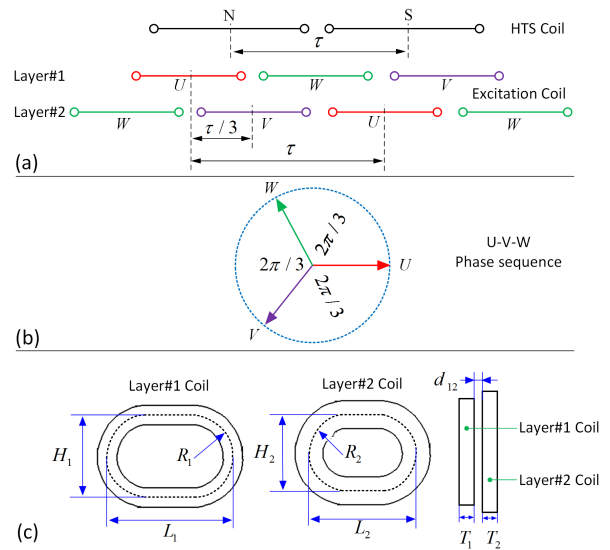 N S HTS Coil
τ
Layer#1 U W V
Excitation Coil
Layer#2 W V U W
τ / 3
τ
(a)
W
2π / 3
2π / 3 U
2π / 3
V
U-V-W
Phase sequence
(b)
Layer#1 Coil Layer#2 Coil d₁₂
H₁ R₁ H₂ R₂ Layer#1 Coil
Layer#2 Coil
L₁ L₂ T₁ T₂
(c)